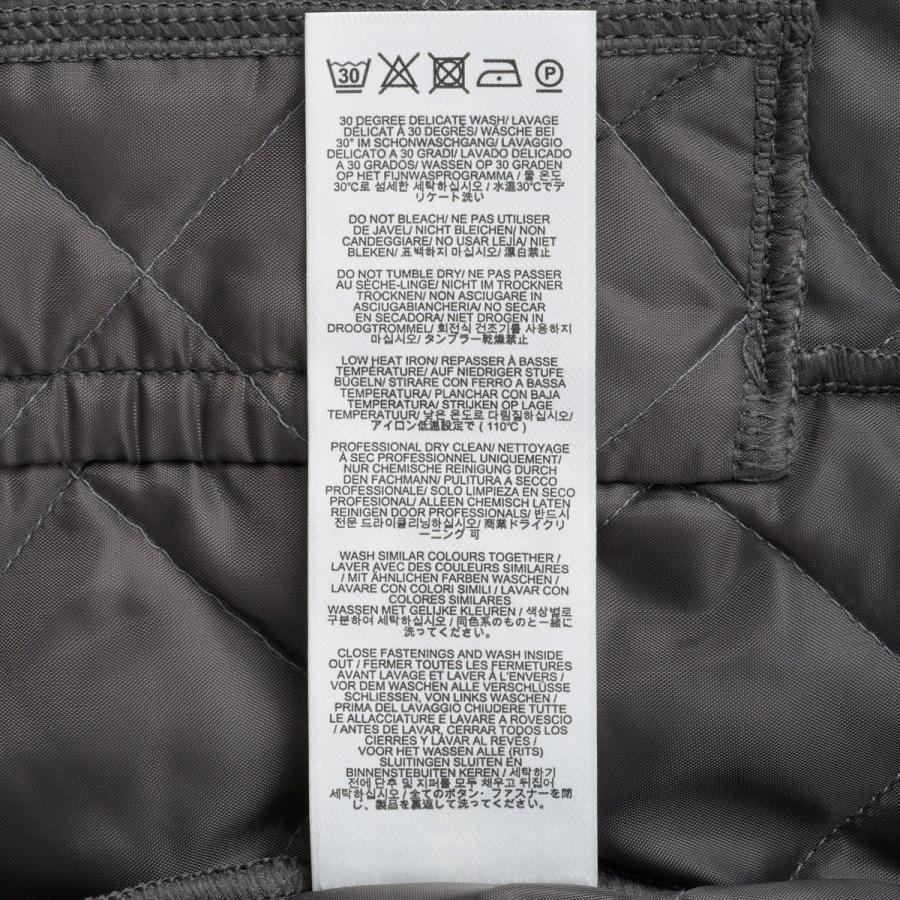 30 P
30 DEGREE DELICATE WASH/ LAVAGE
DÉLICAT À 30 DEGRÉS/ WÄSCHE BEI
30° IM SCHONWASCHGANG/ LAVAGGIO
DELICATO A 30 GRADI/ LAVADO DELICADO
A 30 GRADOS/ WASSEN OP 30 GRADEN
OP HET FIJNWASPROGRAMMA / 물 온도
30℃로 섬세한 세탁하십시오 / 水温30℃でデ
リケート洗い
DO NOT BLEACH/ NE PAS UTILISER
DE JAVEL/ NICHT BLEICHEN/ NON
CANDEGGIARE/ NO USAR LEJÍA/ NIET
BLEKEN/ 표백하지 마십시오/ 漂白禁止
DO NOT TUMBLE DRY/ NE PAS PASSER
AU SÈCHE-LINGE/ NICHT IM TROCKNER
TROCKNEN/ NON ASCIUGARE IN
ASCIUGABIANCHERIA/ NO SECAR
EN SECADORA/ NIET DROGEN IN
DROOGTROMMEL/ 회전식 건조기를 사용하지
마십시오/ タンブラー乾燥禁止
LOW HEAT IRON/ REPASSER À BASSE
TEMPÉRATURE/ AUF NIEDRIGER STUFE
BÜGELN/ STIRARE CON FERRO A BASSA
TEMPERATURA/ PLANCHAR CON BAJA
TEMPERATURA/ STRIJKEN OP LAGE
TEMPERATUUR/ 낮은 온도로 다림질하십시오/
アイロン低温設定で ( 110℃ )
PROFESSIONAL DRY CLEAN/ NETTOYAGE
À SEC PROFESSIONNEL UNIQUEMENT/
NUR CHEMISCHE REINIGUNG DURCH
DEN FACHMANN/ PULITURA A SECCO
PROFESSIONALE/ SOLO LIMPIEZA EN SECO
PROFESIONAL/ ALLEEN CHEMISCH LATEN
REINIGEN DOOR PROFESSIONALS/ 반드시
전문 드라이클리닝하십시오/ 商業ドライクリ
ーニング 可
WASH SIMILAR COLOURS TOGETHER /
LAVER AVEC DES COULEURS SIMILAIRES
/ MIT ÄHNLICHEN FARBEN WASCHEN /
LAVARE CON COLORI SIMILI / LAVAR CON
COLORES SIMILARES
WASSEN MET GELIJKE KLEUREN / 색상별로
구분하여 세탁하십시오 / 同色系のものと一緒に
洗ってください。
CLOSE FASTENINGS AND WASH INSIDE
OUT / FERMER TOUTES LES FERMETURES
AVANT LAVAGE ET LAVER À L'ENVERS /
VOR DEM WASCHEN ALLE VERSCHLÜSSE
SCHLIESSEN, VON LINKS WASCHEN /
PRIMA DEL LAVAGGIO CHIUDERE TUTTE
LE ALLACCIATURE E LAVARE A ROVESCIO
/ ANTES DE LAVAR, CERRAR TODOS LOS
CIERRES Y LAVAR AL REVÉS /
VOOR HET WASSEN ALLE (RITS)
SLUITINGEN SLUITEN EN
BINNENSTEBUITEN KEREN / 세탁하기
전에 단추 및 지퍼를 모두 채우고 뒤집어
세탁하십시오 / 全てのボタン・ファスナーを閉
じ、製品を裏返して洗ってください。